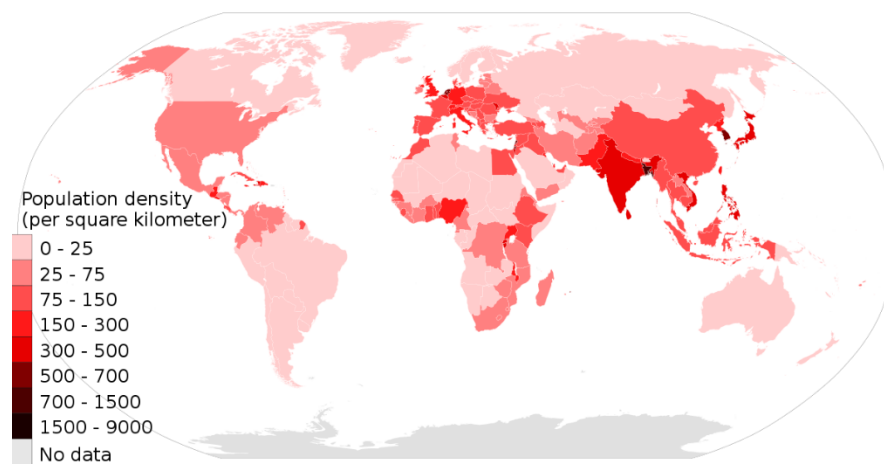 Population density
(per square kilometer)
0 - 25
25 - 75
75 - 150
150 - 300
300 - 500
500 - 700
700 - 1500
1500 - 9000
No data